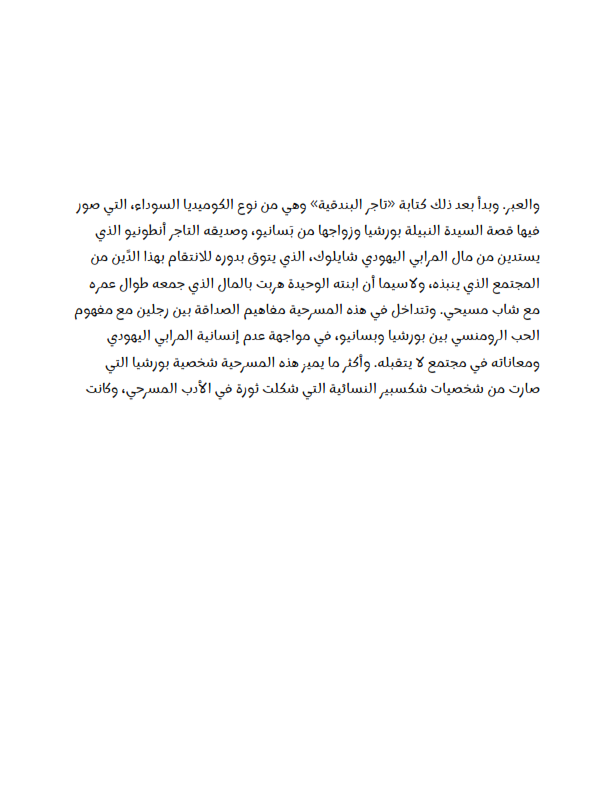 والعبر. وبدأ بعد ذلك كتابة «تاجر البندقية» وهي من نوع الكوميديا السوداء، التي صور
فيها قصة السيدة النبيلة بورشيا وزواجها من بَسانيو، وصديقه التاجر أنطونيو الذي
يستدين من مال المرابي اليهودي شايلوك، الذي يتوق بدوره للانتقام بهذا الدَّين من
المجتمع الذي ينبذه، ولاسيما أن ابنته الوحيدة هربت بالمال الذي جمعه طوال عمره
مع شاب مسيحي. وتتداخل في هذه المسرحية مفاهيم الصداقة بين رجلين مع مفهوم
الحب الرومنسي بين بورشيا وبسانيو، في مواجهة عدم إنسانية المرابي اليهودي
ومعاناته في مجتمع لا يتقبله. وأكثر ما يميز هذه المسرحية شخصية بورشيا التي
صارت من شخصيات شكسبير النسائية التي شكلت ثورة في الأدب المسرحي، وكانت